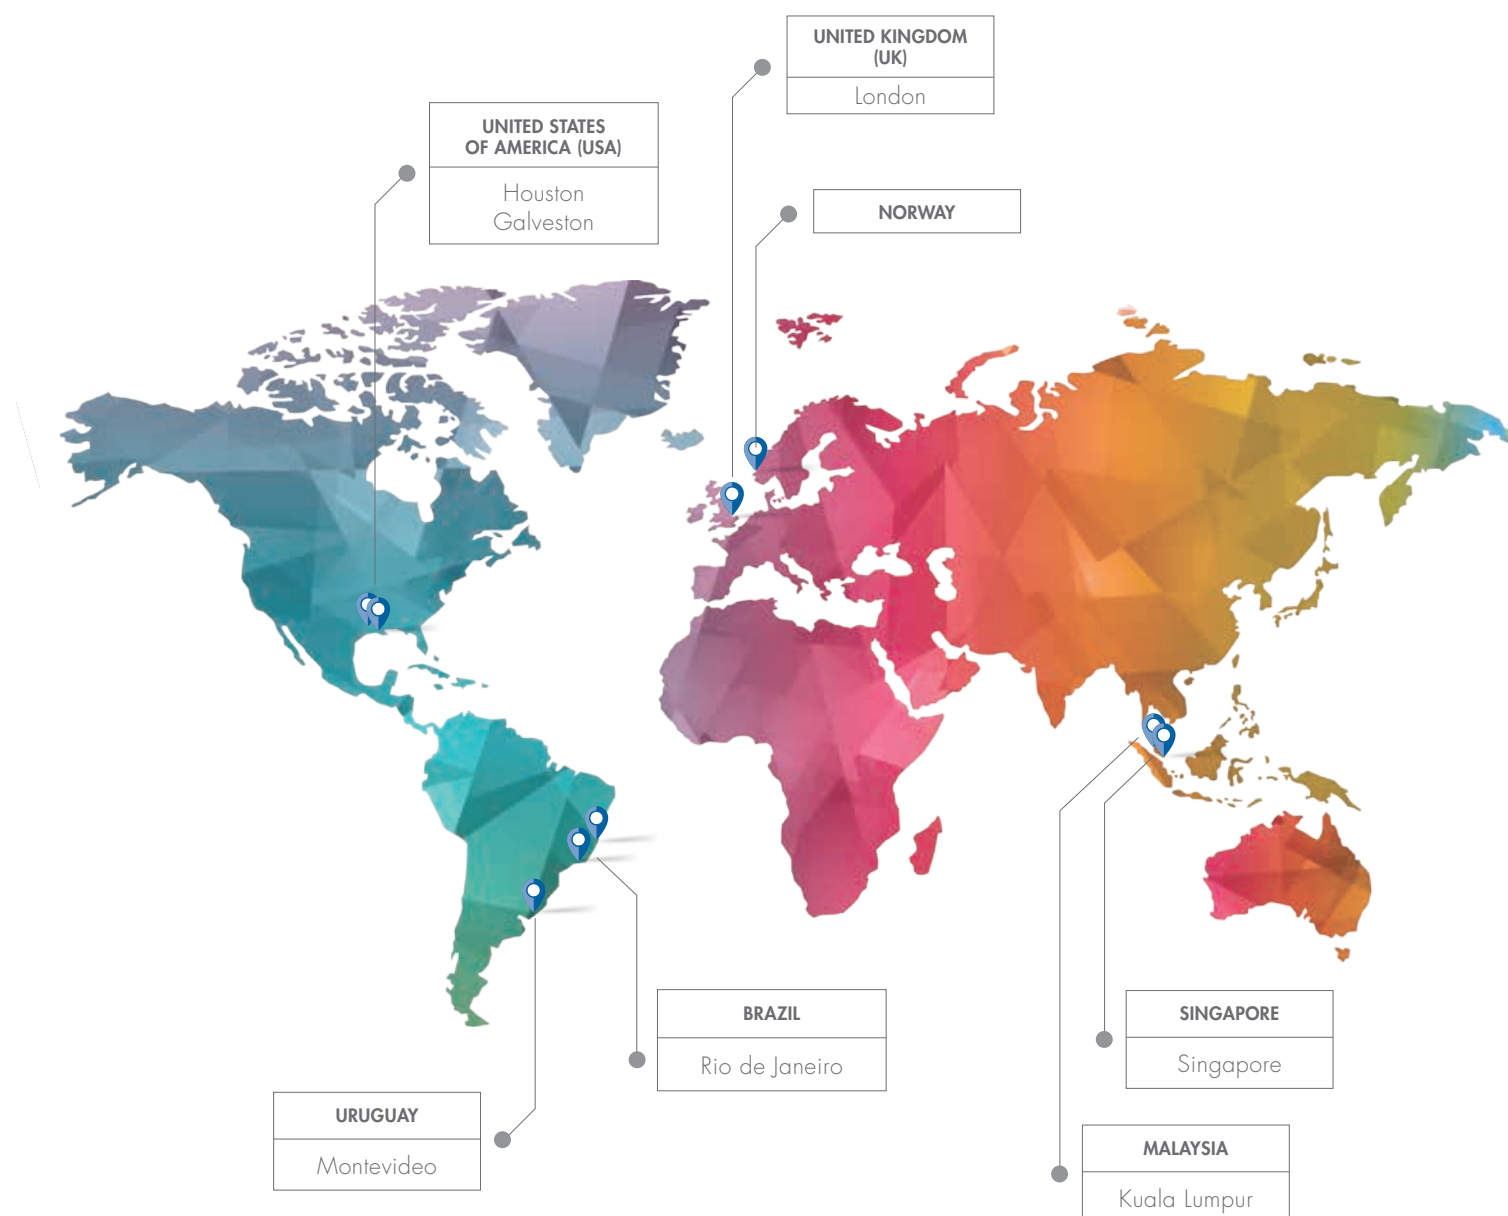 UNITED KINGDOM
(UK)
London
UNITED STATES
OF AMERICA (USA)
Houston
Galveston
NORWAY
BRAZIL
Rio de Janeiro
SINGAPORE
Singapore
URUGUAY
Montevideo
MALAYSIA
Kuala Lumpur